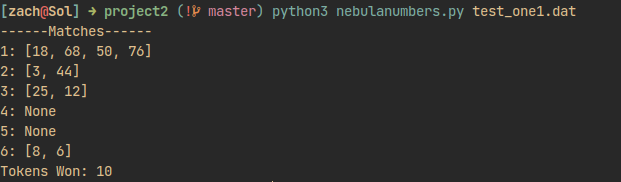 [zach@Sol] → project2 (!⎇ master) python3 nebulanumbers.py test_one1.dat
------Matches------
1: [18, 68, 50, 76]
2: [3, 44]
3: [25, 12]
4: None
5: None
6: [8, 6]
Tokens Won: 10